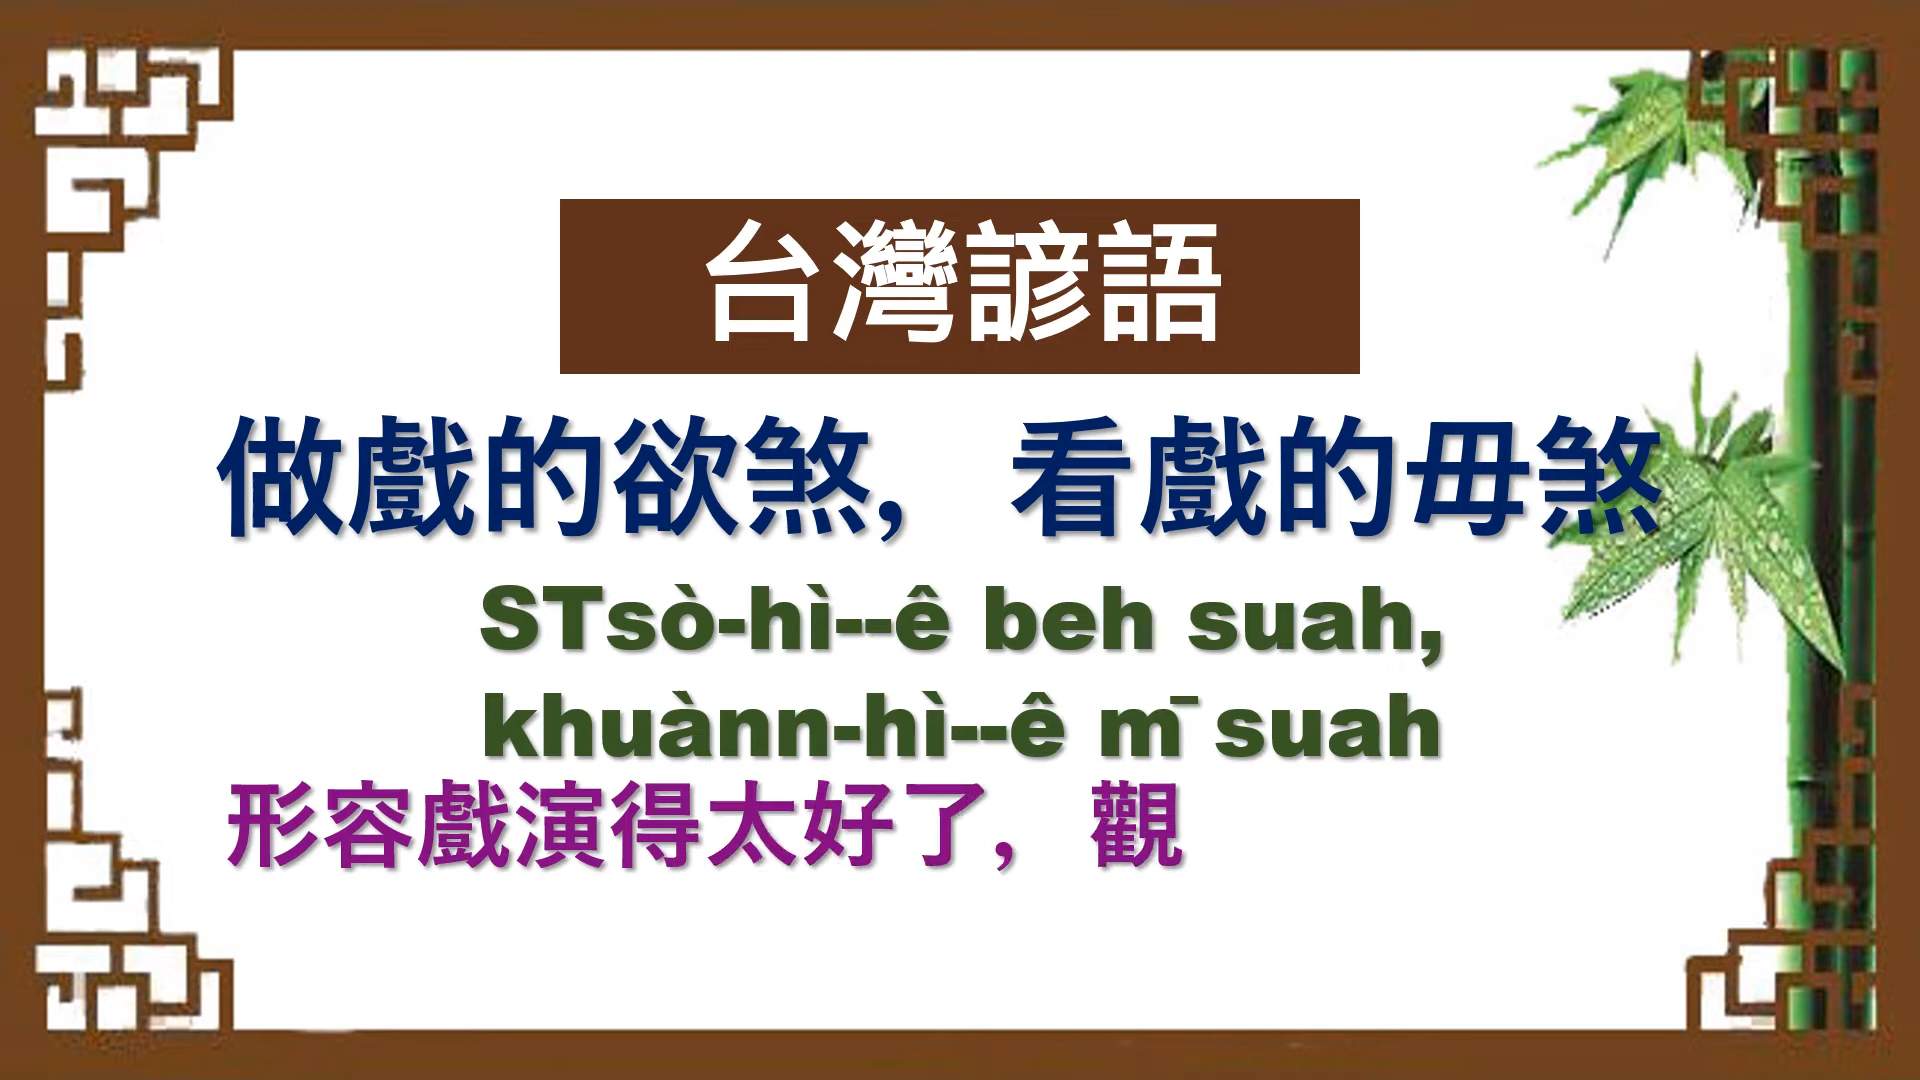 台灣諺語
做戲的欲煞，看戲的毋煞
STsò-hì--ê beh suah,
khuànn-hì--ê m̄ suah
形容戲演得太好了，觀